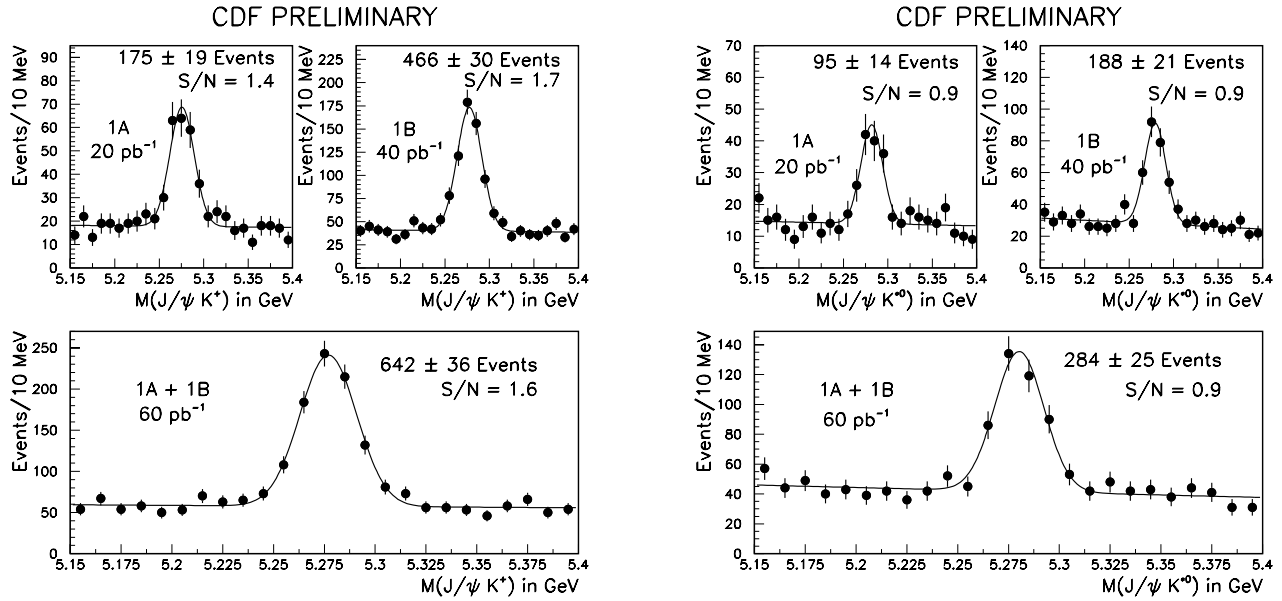 CDF PRELIMINARY
CDF PRELIMINARY
Events/10 MeV
90
80
70
60
50
40
30
20
10
0
175 ± 19 Events
S/N = 1.4
1A
20 pb⁻¹
5.15 5.2 5.25 5.3 5.35 5.4
M(J/ψ K⁺) in GeV
Events/10 MeV
225
200
175
150
125
100
75
50
25
0
466 ± 30 Events
S/N = 1.7
1B
40 pb⁻¹
5.15 5.2 5.25 5.3 5.35 5.4
M(J/ψ K⁺) in GeV
Events/10 MeV
70
60
50
40
30
20
10
0
95 ± 14 Events
S/N = 0.9
1A
20 pb⁻¹
5.15 5.2 5.25 5.3 5.35 5.4
M(J/ψ K*⁰) in GeV
Events/10 MeV
140
120
100
80
60
40
20
0
188 ± 21 Events
S/N = 0.9
1B
40 pb⁻¹
5.15 5.2 5.25 5.3 5.35 5.4
M(J/ψ K*⁰) in GeV
Events/10 MeV
250
200
150
100
50
0
642 ± 36 Events
S/N = 1.6
1A + 1B
60 pb⁻¹
5.15 5.175 5.2 5.225 5.25 5.275 5.3 5.325 5.35 5.375 5.4
M(J/ψ K⁺) in GeV
Events/10 MeV
140
120
100
80
60
40
20
0
284 ± 25 Events
S/N = 0.9
1A + 1B
60 pb⁻¹
5.15 5.175 5.2 5.225 5.25 5.275 5.3 5.325 5.35 5.375 5.4
M(J/ψ K*⁰) in GeV